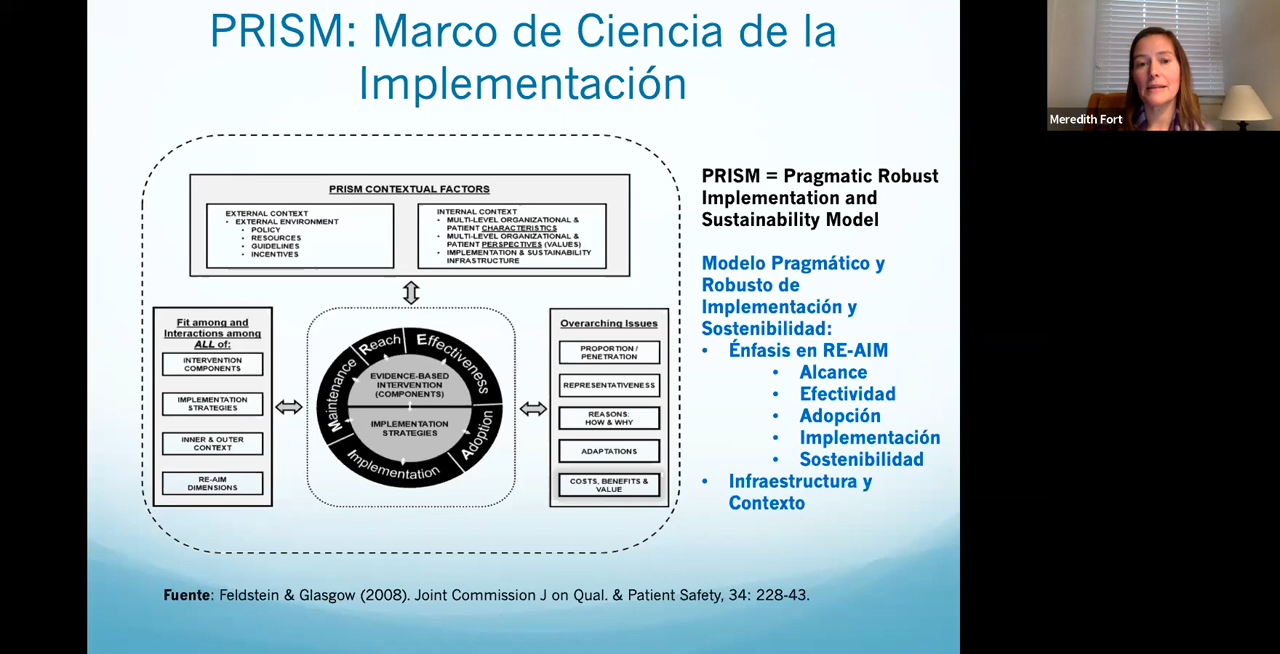 PRISM: Marco de Ciencia de la
Implementación
PRISM CONTEXTUAL FACTORS
EXTERNAL CONTEXT
• EXTERNAL ENVIRONMENT
• POLICY
• RESOURCES
• GUIDELINES
• INCENTIVES
INTERNAL CONTEXT
• MULTI-LEVEL ORGANIZATIONAL &
PATIENT CHARACTERISTICS
• MULTI-LEVEL ORGANIZATIONAL &
PATIENT PERSPECTIVES (VALUES)
• IMPLEMENTATION & SUSTAINABILITY
INFRASTRUCTURE
Fit among and
Interactions among
ALL of:
INTERVENTION
COMPONENTS
IMPLEMENTATION
STRATEGIES
INNER & OUTER
CONTEXT
RE-AIM
DIMENSIONS
Reach
Effectiveness
Adoption
Implementation
Maintenance
EVIDENCE-BASED
INTERVENTION
(COMPONENTS)
IMPLEMENTATION
STRATEGIES
Overarching Issues
PROPORTION /
PENETRATION
REPRESENTATIVENESS
REASONS:
HOW & WHY
ADAPTATIONS
COSTS, BENEFITS &
VALUE
PRISM = Pragmatic Robust
Implementation and
Sustainability Model
Modelo Pragmático y
Robusto de
Implementación y
Sostenibilidad:
• Énfasis en RE-AIM
• Alcance
• Efectividad
• Adopción
• Implementación
• Sostenibilidad
• Infraestructura y
Contexto
Fuente: Feldstein & Glasgow (2008). Joint Commission J on Qual. & Patient Safety, 34: 228-43.
Meredith Fort